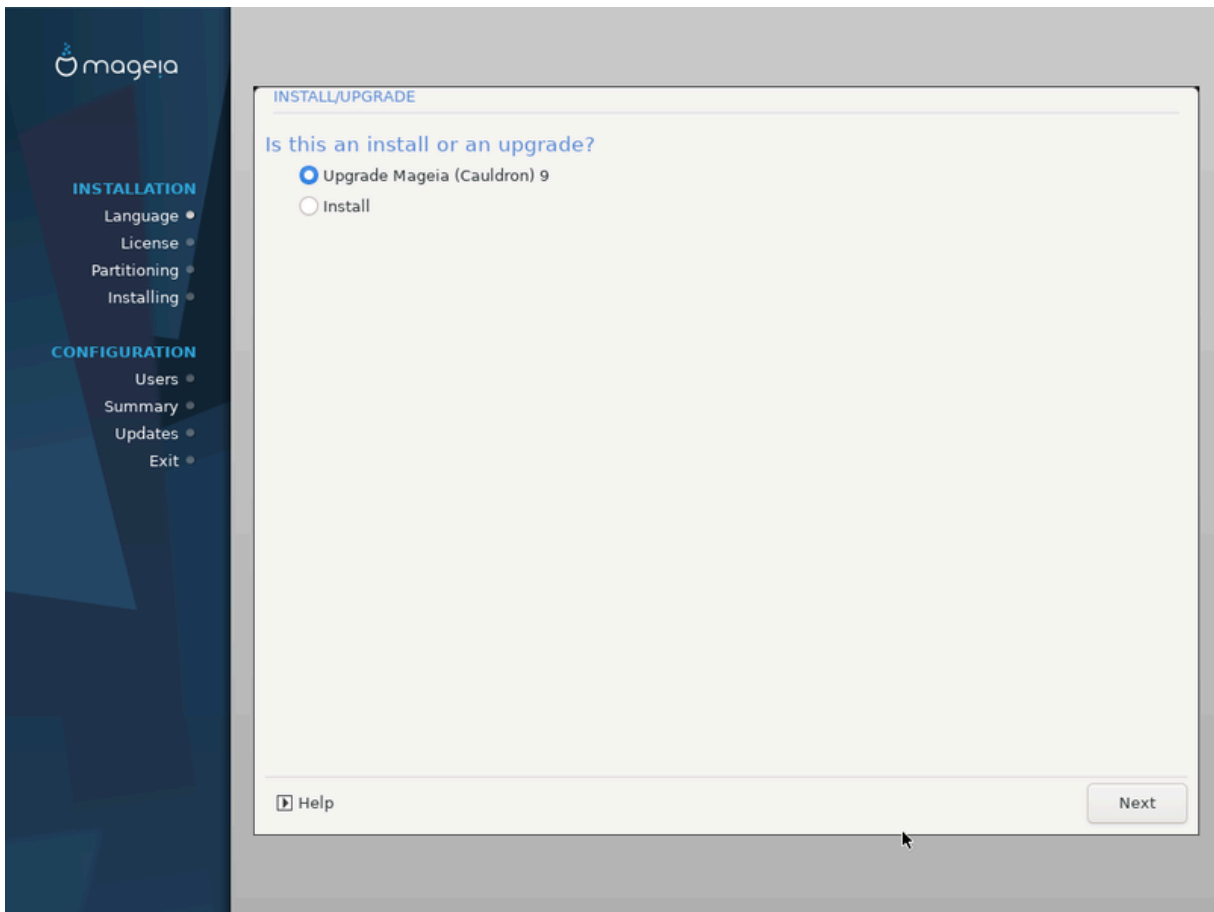 mageia
INSTALLATION
Language
License
Partitioning
Installing
CONFIGURATION
Users
Summary
Updates
Exit
INSTALL/UPGRADE
Is this an install or an upgrade?
Upgrade Mageia (Cauldron) 9
Install
Help
Next